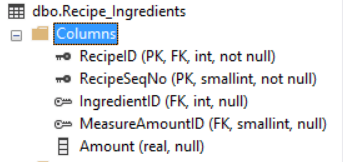 dbo.Recipe_Ingredients
Columns
RecipeID (PK, FK, int, not null)
RecipeSeqNo (PK, smallint, not null)
IngredientID (FK, int, null)
MeasureAmountID (FK, smallint, null)
Amount (real, null)